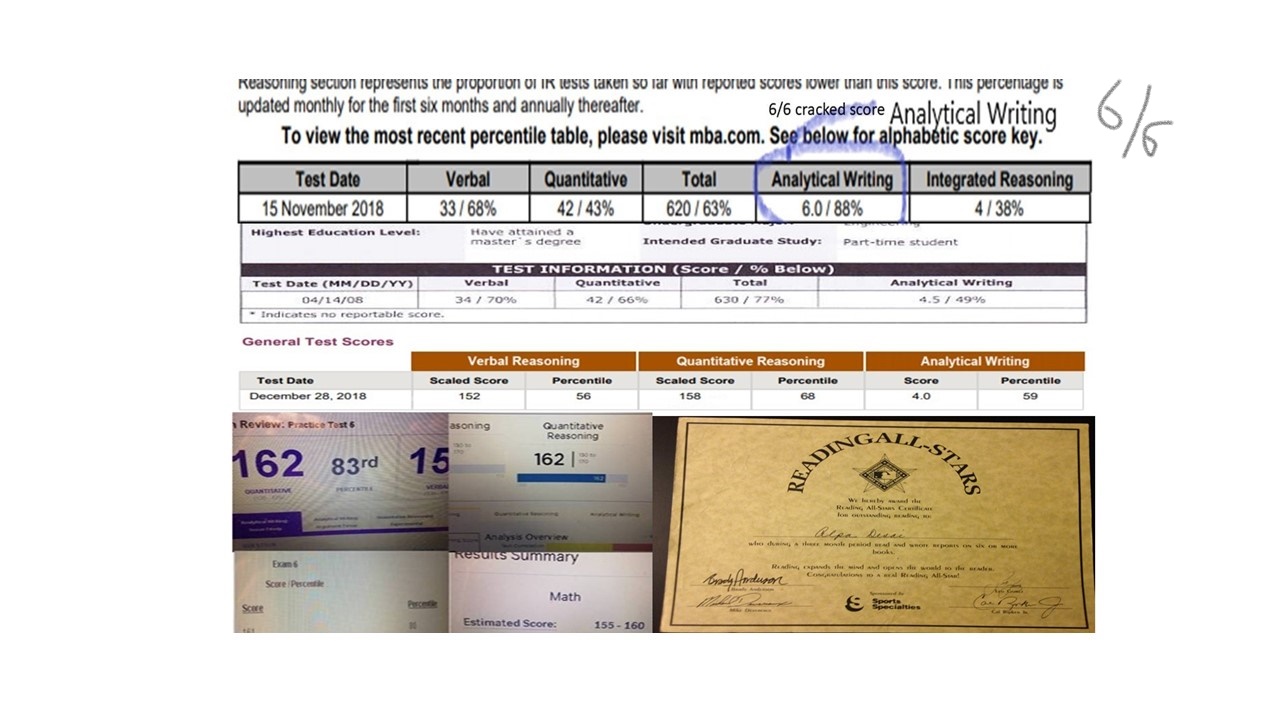 Reasoning section represents the proportion of IR tests taken so far with reported scores lower than this score. This percentage is
updated monthly for the first six months and annually thereafter.
6/6 cracked score Analytical Writing
6/6
To view the most recent percentile table, please visit mba.com. See below for alphabetic score key.
Test Date Verbal Quantitative Total Analytical Writing Integrated Reasoning
15 November 2018 33 / 68% 42 / 43% 620 / 63% 6.0 / 88% 4 / 38%
Highest Education Level: Have attained a
master`s degree
Intended Graduate Study: Part-time student
TEST INFORMATION (Score / % Below)
Test Date (MM/DD/YY) Verbal Quantitative Total Analytical Writing
04/14/08 34 / 70% 42 / 66% 630 / 77% 4.5 / 49%
* Indicates no reportable score.
General Test Scores
Verbal Reasoning Quantitative Reasoning Analytical Writing
Test Date Scaled Score Percentile Scaled Score Percentile Score Percentile
December 28, 2018 152 56 158 68 4.0 59
Review: Practice Test 6
162 83rd 15
QUANTITATIVE PERCENTILE
asoning Quantitative
Reasoning
162
162
Quantitative Reasoning Analytical Writing
Analysis Overview
Exam 6
Score / Percentile
Score Percentile
Results Summary
Math
Estimated Score: 155 - 160
READING ALL-STARS
We hereby award the
Reading All-Stars Certificate
for outstanding reading to:
Alpa Desai
who during a three month period read and wrote reports on six or more
books.
Reading expands the mind and opens the world to the reader.
Congratulations to a real Reading All-Star!
Brady Anderson
Brady Anderson
Sponsored by
Sports
Specialties